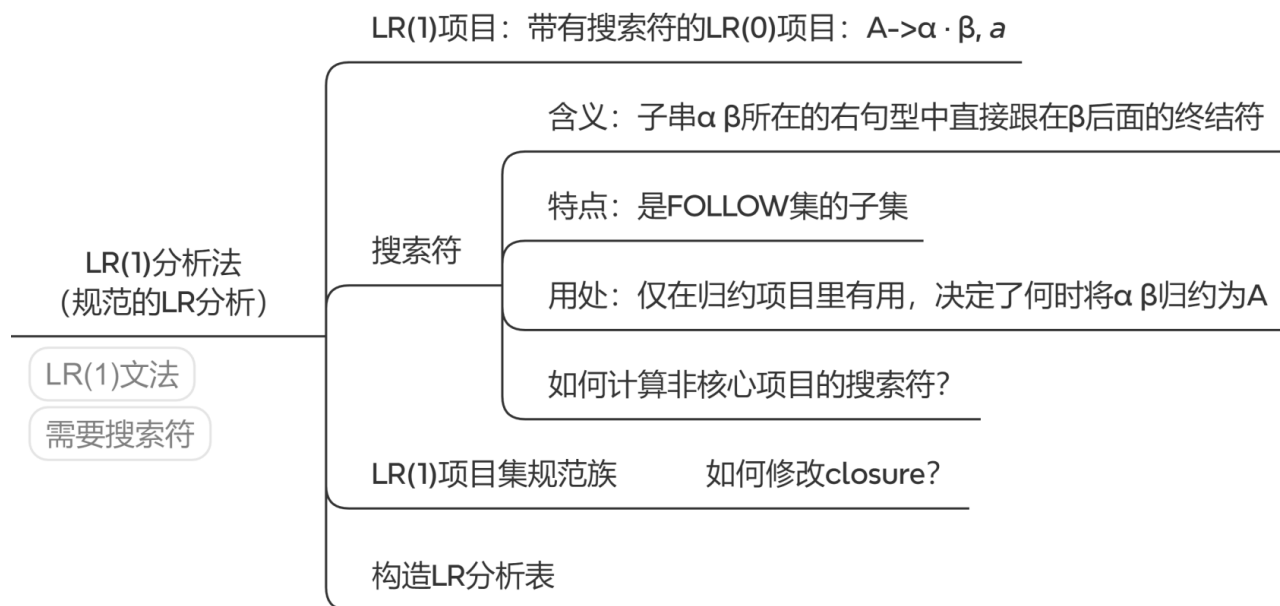 LR(1)项目：带有搜索符的LR(0)项目：A->α · β, a
含义：子串α β所在的右句型中直接跟在β后面的终结符
特点：是FOLLOW集的子集
搜索符
LR(1)分析法
（规范的LR分析）
用处：仅在归约项目里有用，决定了何时将α β归约为A
LR(1)文法
如何计算非核心项目的搜索符？
需要搜索符
LR(1)项目集规范族 如何修改closure？
构造LR分析表